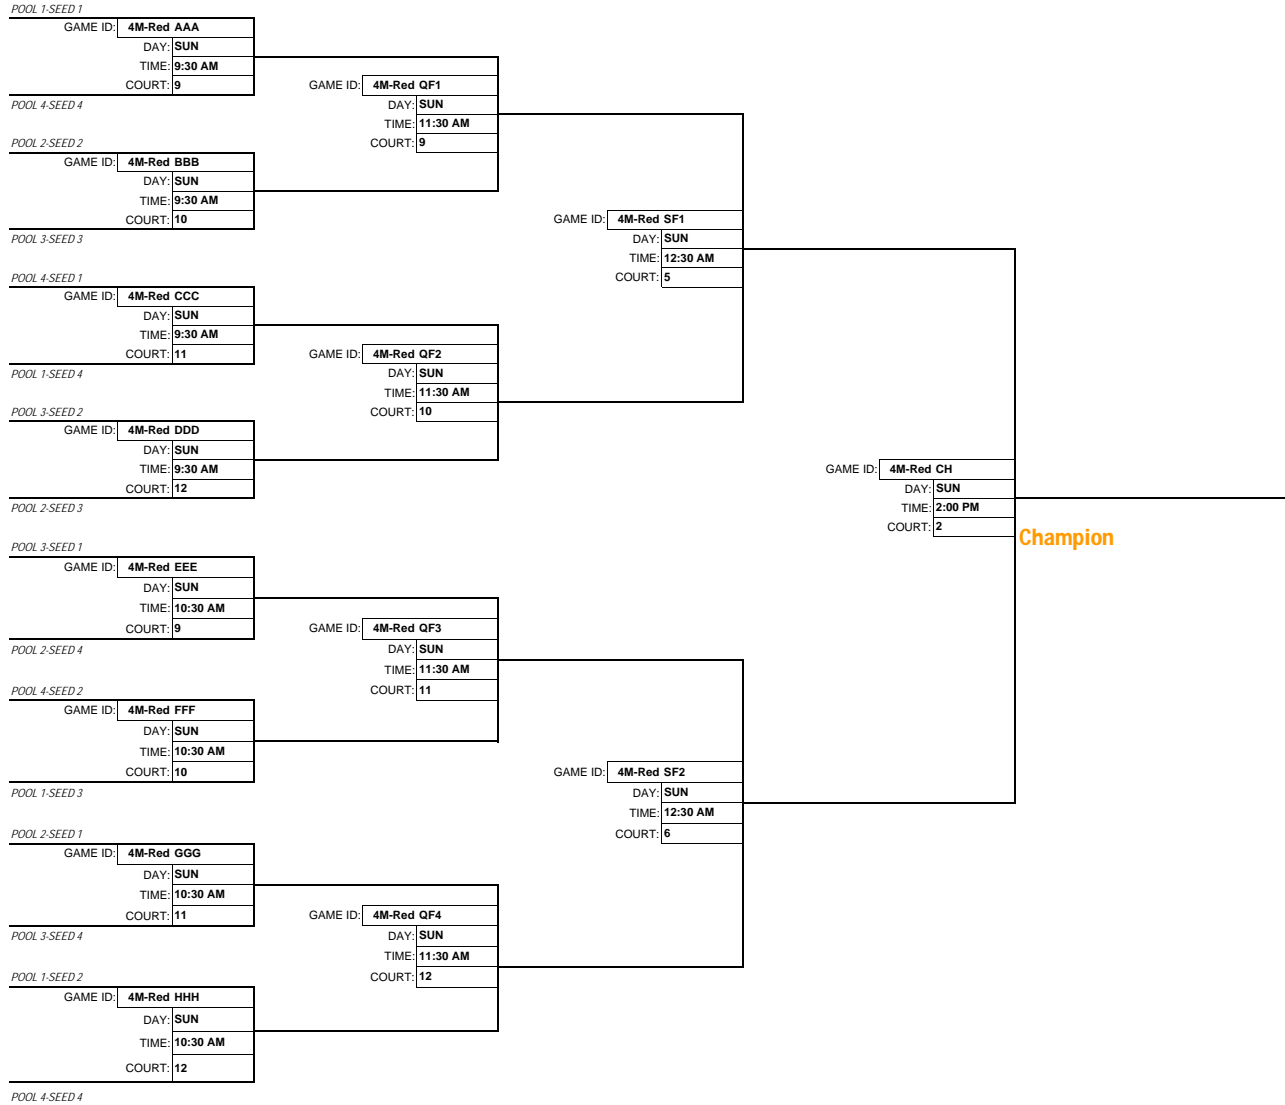 POOL 1-SEED 1
GAME ID: 4M-Red AAA
DAY: SUN
TIME: 9:30 AM
COURT: 9
POOL 4-SEED 4
POOL 2-SEED 2
GAME ID: 4M-Red BBB
DAY: SUN
TIME: 9:30 AM
COURT: 10
POOL 3-SEED 3
POOL 4-SEED 1
GAME ID: 4M-Red CCC
DAY: SUN
TIME: 9:30 AM
COURT: 11
POOL 1-SEED 4
POOL 3-SEED 2
GAME ID: 4M-Red DDD
DAY: SUN
TIME: 9:30 AM
COURT: 12
POOL 2-SEED 3
POOL 3-SEED 1
GAME ID: 4M-Red EEE
DAY: SUN
TIME: 10:30 AM
COURT: 9
POOL 2-SEED 4
POOL 4-SEED 2
GAME ID: 4M-Red FFF
DAY: SUN
TIME: 10:30 AM
COURT: 10
POOL 1-SEED 3
POOL 2-SEED 1
GAME ID: 4M-Red GGG
DAY: SUN
TIME: 10:30 AM
COURT: 11
POOL 3-SEED 4
POOL 1-SEED 2
GAME ID: 4M-Red HHH
DAY: SUN
TIME: 10:30 AM
COURT: 12
POOL 4-SEED 4
GAME ID: 4M-Red QF1
DAY: SUN
TIME: 11:30 AM
COURT: 9
GAME ID: 4M-Red QF2
DAY: SUN
TIME: 11:30 AM
COURT: 10
GAME ID: 4M-Red QF3
DAY: SUN
TIME: 11:30 AM
COURT: 11
GAME ID: 4M-Red QF4
DAY: SUN
TIME: 11:30 AM
COURT: 12
GAME ID: 4M-Red SF1
DAY: SUN
TIME: 12:30 AM
COURT: 5
GAME ID: 4M-Red SF2
DAY: SUN
TIME: 12:30 AM
COURT: 6
GAME ID: 4M-Red CH
DAY: SUN
TIME: 2:00 PM
COURT: 2
Champion